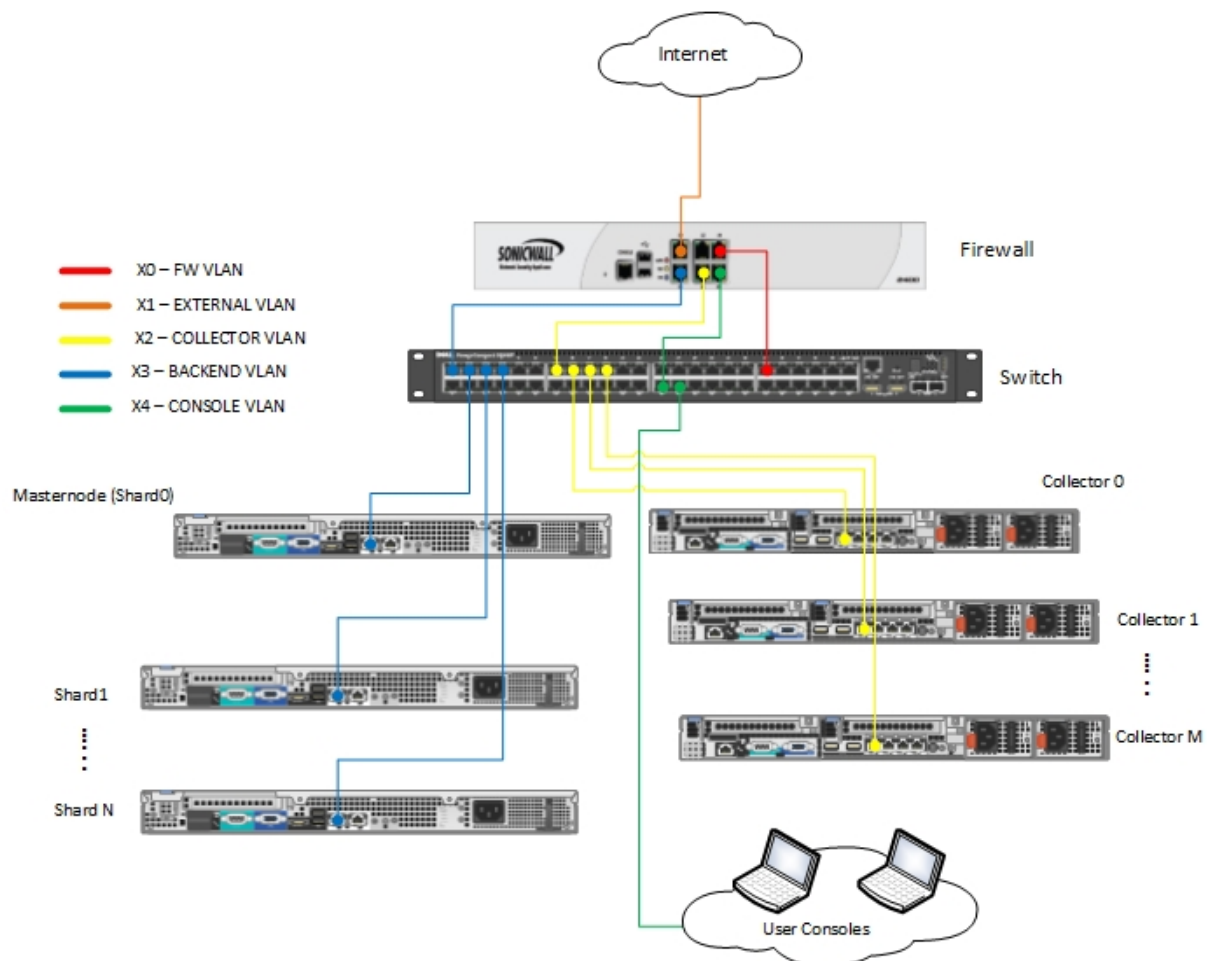 Internet
SONICWALL
Firewall
X0 – FW VLAN
X1 – EXTERNAL VLAN
X2 – COLLECTOR VLAN
X3 – BACKEND VLAN
X4 – CONSOLE VLAN
Switch
Masternode (Shard0)
Collector 0
Shard1
Collector 1
Shard N
Collector M
User Consoles